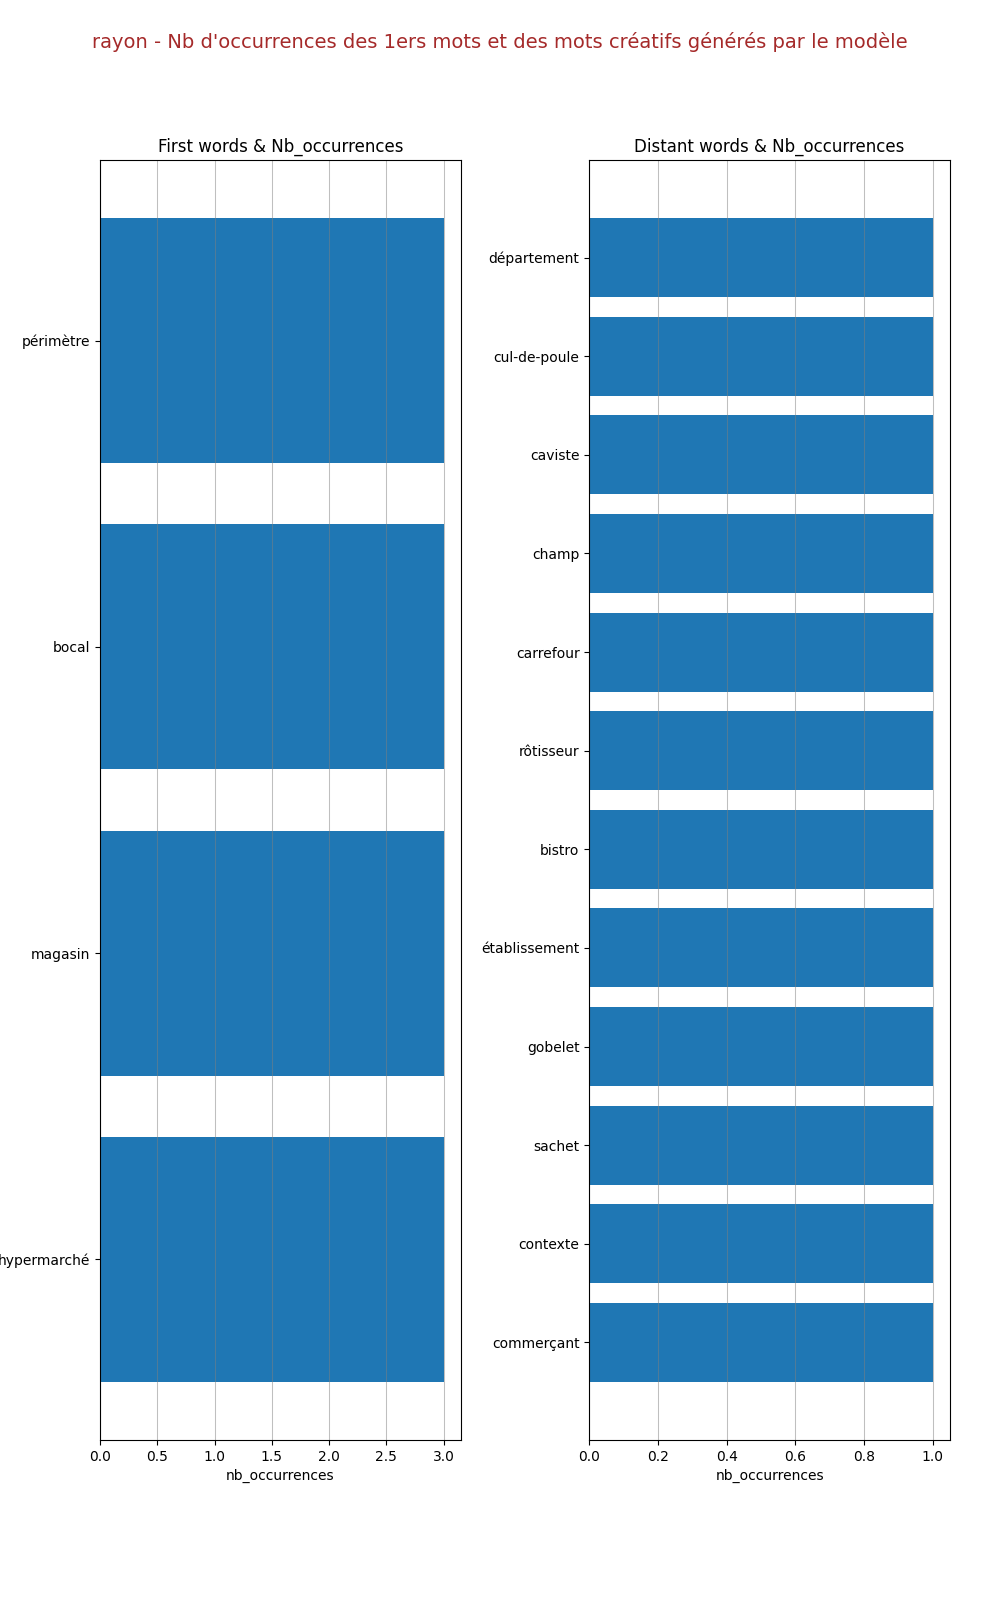 rayon - Nb d'occurrences des 1ers mots et des mots créatifs générés par le modèle
First words & Nb_occurrences
périmètre
bocal
magasin
hypermarché
0.0 0.5 1.0 1.5 2.0 2.5 3.0
nb_occurrences
Distant words & Nb_occurrences
département
cul-de-poule
caviste
champ
carrefour
rôtisseur
bistro
établissement
gobelet
sachet
contexte
commerçant
0.0 0.2 0.4 0.6 0.8 1.0
nb_occurrences